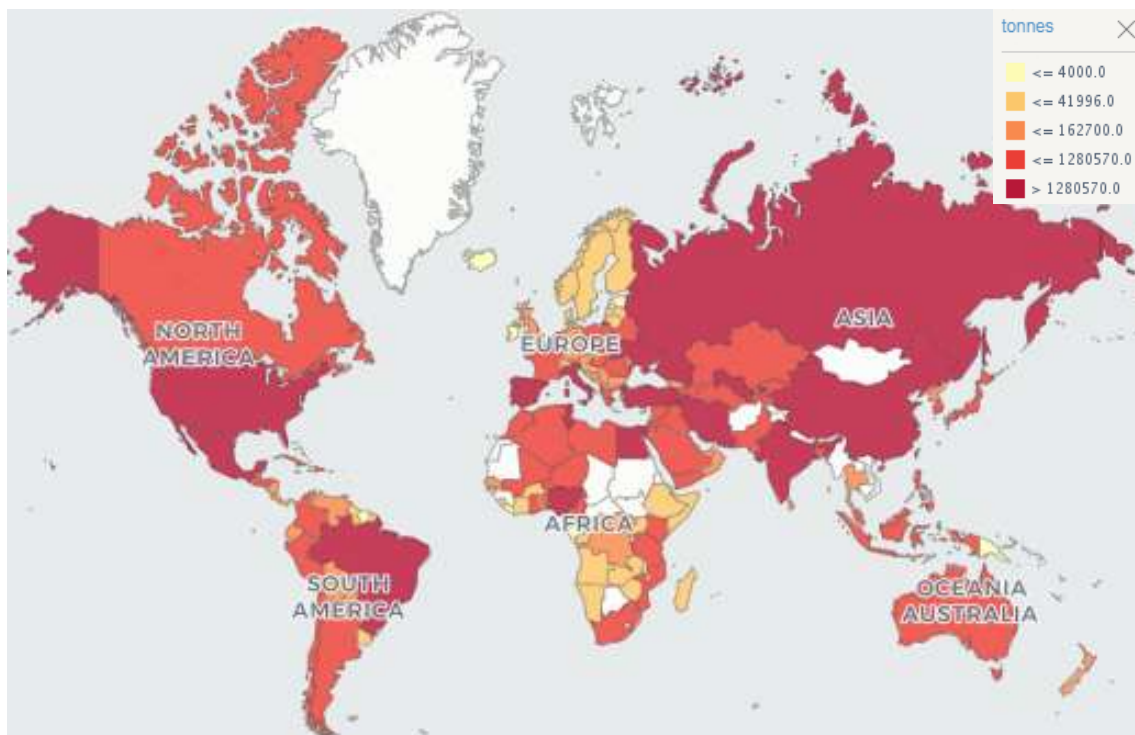 tonnes
<= 4000.0
<= 41996.0
<= 162700.0
<= 1280570.0
> 1280570.0
NORTH
AMERICA
EUROPE
ASIA
AFRICA
SOUTH
AMERICA
OCEANIA
AUSTRALIA